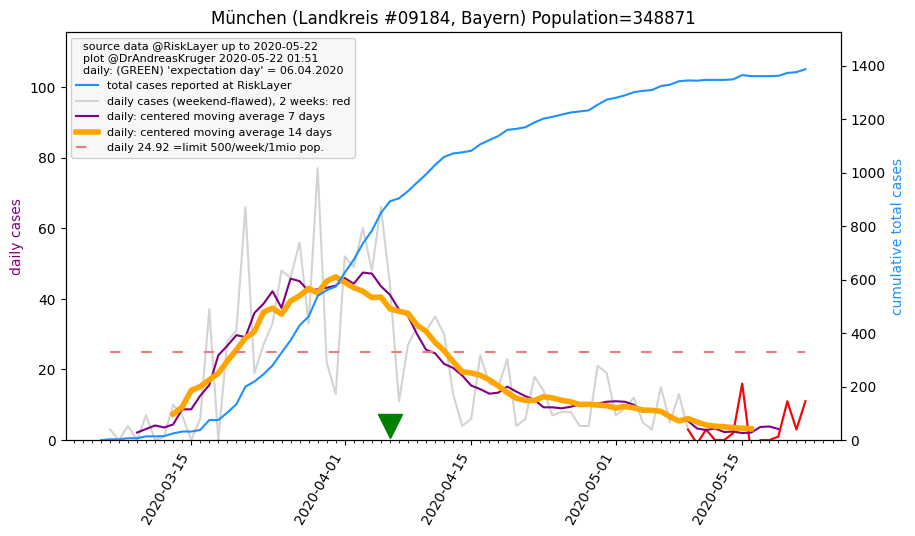 München (Landkreis #09184, Bayern) Population=348871
source data @RiskLayer up to 2020-05-22
plot @DrAndreasKruger 2020-05-22 01:51
daily: (GREEN) 'expectation day' = 06.04.2020
total cases reported at RiskLayer
daily cases (weekend-flawed), 2 weeks: red
daily: centered moving average 7 days
daily: centered moving average 14 days
daily 24.92 =limit 500/week/1mio pop.
daily cases
100
80
60
40
20
0
cumulative total cases
1400
1200
1000
800
600
400
200
0
2020-03-15
2020-04-01
2020-04-15
2020-05-01
2020-05-15